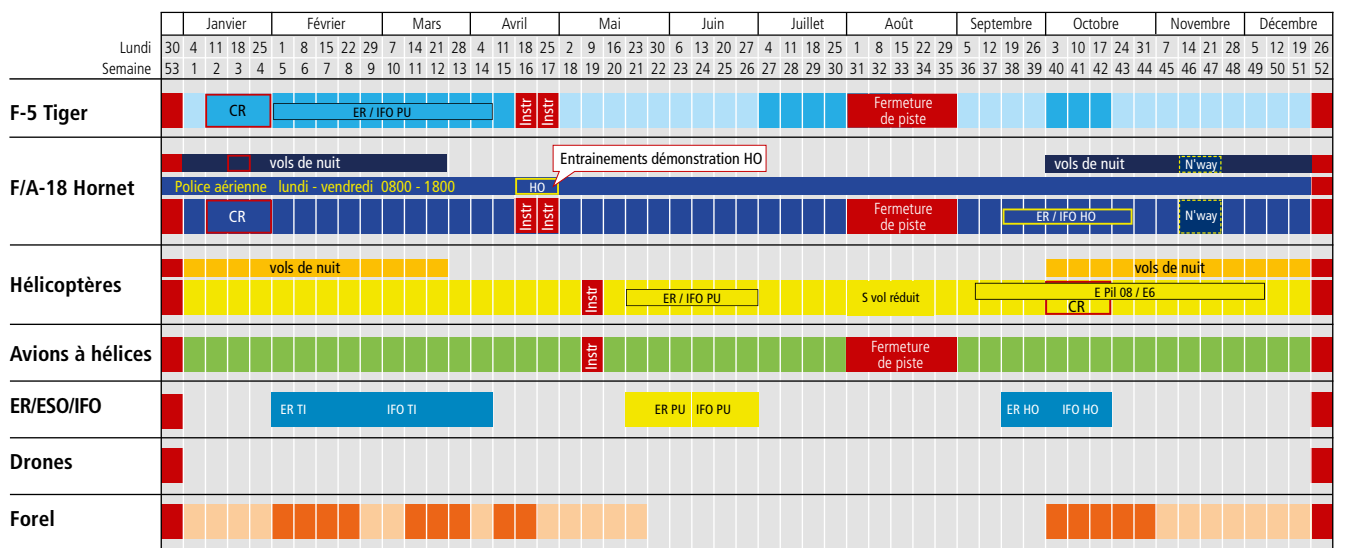 Janvier Février Mars Avril Mai Juin Juillet Août Septembre Octobre Novembre Décembre
Lundi 30 4 11 18 25 1 8 15 22 29 7 14 21 28 4 11 18 25 2 9 16 23 30 6 13 20 27 4 11 18 25 1 8 15 22 29 5 12 19 26 3 10 17 24 31 7 14 21 28 5 12 19 26
Semaine 53 1 2 3 4 5 6 7 8 9 10 11 12 13 14 15 16 17 18 19 20 21 22 23 24 25 26 27 28 29 30 31 32 33 34 35 36 37 38 39 40 41 42 43 44 45 46 47 48 49 50 51 52
F-5 Tiger CR ER / IFO PU Instr Instr Fermeture
de piste
vols de nuit Entrainements démonstration HO vols de nuit N'way
F/A-18 Hornet Police aérienne lundi - vendredi 0800 - 1800 HO
CR Instr Instr Fermeture
de piste ER / IFO HO N'way
vols de nuit vols de nuit
Hélicoptères Instr ER / IFO PU S vol réduit E Pil 08 / E6
CR
Avions à hélices Instr Fermeture
de piste
ER/ESO/IFO ER TI IFO TI ER PU IFO PU ER HO IFO HO
Drones
Forel